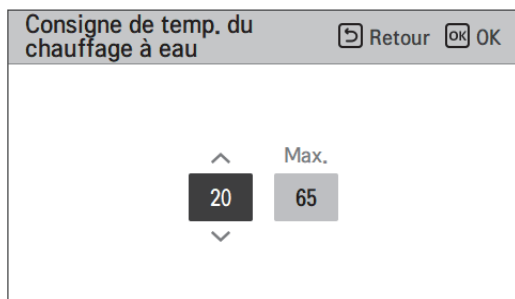 Consigne de temp. du
chauffage à eau
Retour OK OK
Max.
20 65